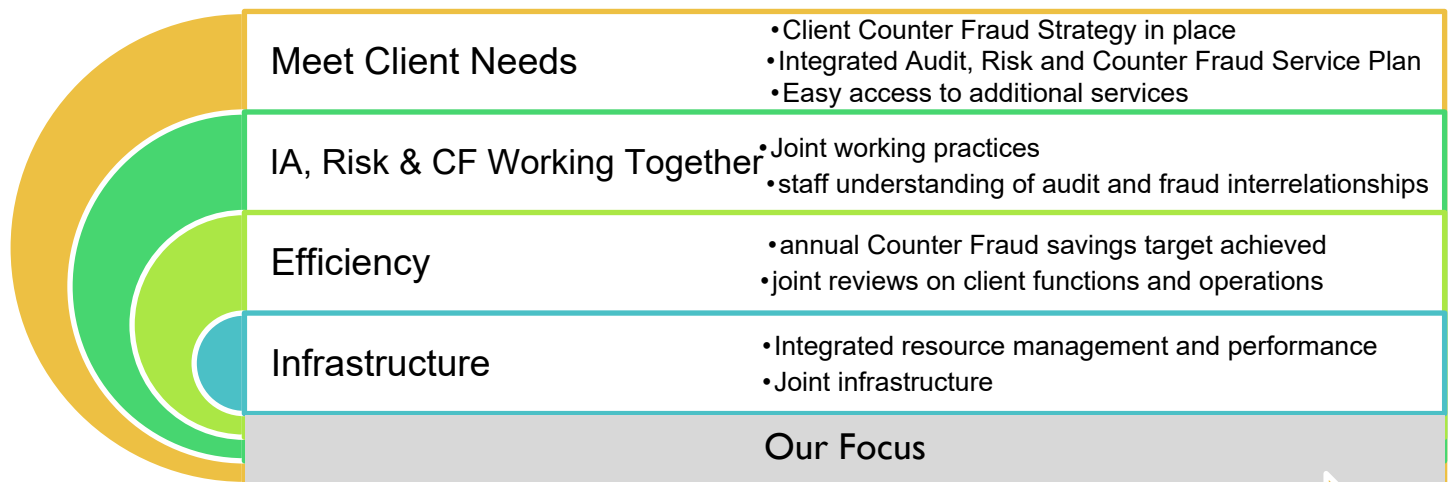 Meet Client Needs
•Client Counter Fraud Strategy in place
•Integrated Audit, Risk and Counter Fraud Service Plan
•Easy access to additional services
IA, Risk & CF Working Together
•Joint working practices
•staff understanding of audit and fraud interrelationships
Efficiency
•annual Counter Fraud savings target achieved
•joint reviews on client functions and operations
Infrastructure
•Integrated resource management and performance
•Joint infrastructure
Our Focus